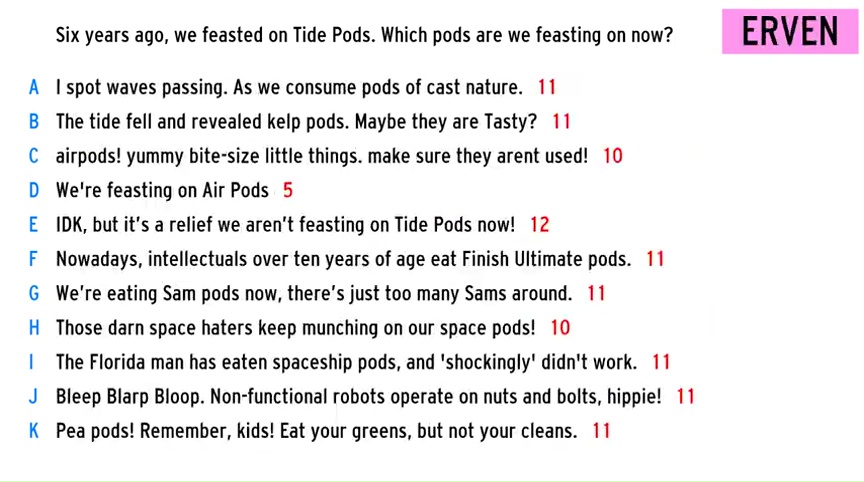 Six years ago, we feasted on Tide Pods. Which pods are we feasting on now?
ERVEN
A I spot waves passing. As we consume pods of cast nature. 11
B The tide fell and revealed kelp pods. Maybe they are Tasty? 11
C airpods! yummy bite-size little things. make sure they arent used! 10
D We're feasting on Air Pods 5
E IDK, but it's a relief we aren't feasting on Tide Pods now! 12
F Nowadays, intellectuals over ten years of age eat Finish Ultimate pods. 11
G We're eating Sam pods now, there's just too many Sams around. 11
H Those darn space haters keep munching on our space pods! 10
I The Florida man has eaten spaceship pods, and 'shockingly' didn't work. 11
J Bleep Blarp Bloop. Non-functional robots operate on nuts and bolts, hippie! 11
K Pea pods! Remember, kids! Eat your greens, but not your cleans. 11